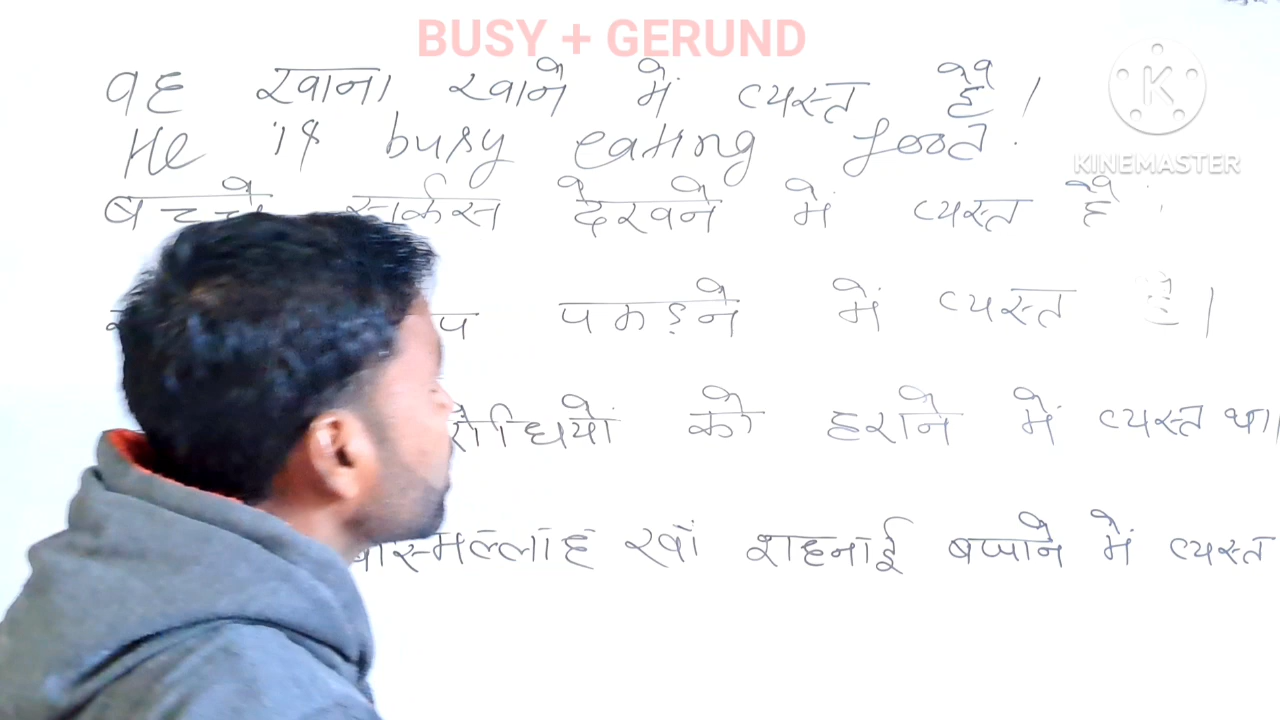 BUSY + GERUND
वह खाना खाने में व्यस्त है।
KINEMASTER
He is busy eating food.
बच्चे सर्कस देखने में व्यस्त है
पकड़ने में व्यस्त है।
को हराने में व्यस्त था।
खाँ शहनाई बजाने में व्यस्त